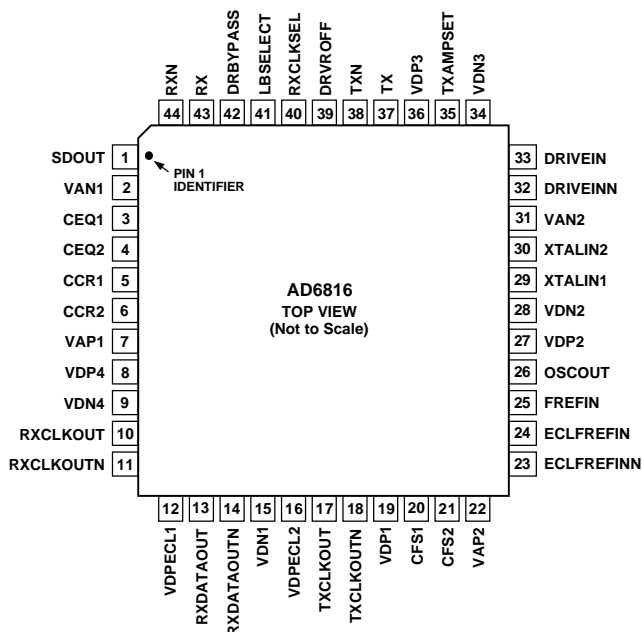 RXN
RX
DRBYPASS
LBSELECT
RXCLKSEL
DRVROFF
TXN
TX
VDP3
TXAMPSET
VDN3
44 43 42 41 40 39 38 37 36 35 34
SDOUT 1
VAN1 2
CEQ1 3
CEQ2 4
CCR1 5
CCR2 6
VAP1 7
VDP4 8
VDN4 9
RXCLKOUT 10
RXCLKOUTN 11
PIN 1
IDENTIFIER
AD6816
TOP VIEW
(Not to Scale)
33 DRIVEIN
32 DRIVEINN
31 VAN2
30 XTALIN2
29 XTALIN1
28 VDN2
27 VDP2
26 OSCOUT
25 FREFIN
24 ECLFREFIN
23 ECLFREFINN
12 13 14 15 16 17 18 19 20 21 22
VDPECL1
RXDATAOUT
RXDATAOUTN
VDN1
VDPECL2
TXCLKOUT
TXCLKOUTN
VDP1
CFS1
CFS2
VAP2